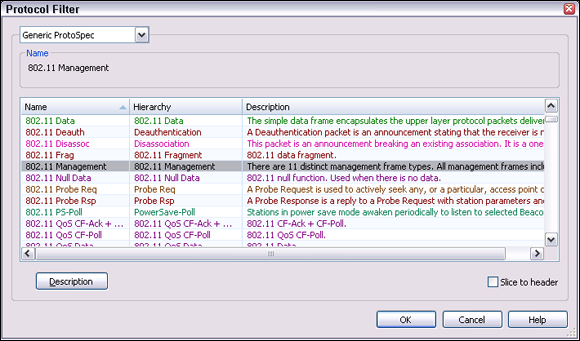 Protocol Filter
Generic ProtoSpec
Name
802.11 Management
Name Hierarchy Description
802.11 Data 802.11 Data The simple data frame encapsulates the upper layer protocol packets deliver
802.11 Deauth Deauthentication A Deauthentication packet is an announcement stating that the receiver is n
802.11 Disassoc Disassociation This packet is an announcement breaking an existing association. It is a one
802.11 Frag 802.11 Fragment 802.11 data fragment.
802.11 Management 802.11 Management There are 11 distinct management frame types. All management frames inclu
802.11 Null Data 802.11 Null Data 802.11 null function. Used when there is no data.
802.11 Probe Req 802.11 Probe Req A Probe Request is used to actively seek any, or a particular, access point o
802.11 Probe Rsp 802.11 Probe Rsp A Probe Response is a reply to a Probe Request with station parameters and
802.11 PS-Poll PowerSave-Poll Stations in power save mode awaken periodically to listen to selected Beaco
802.11 QoS CF-Ack + ... 802.11 QoS CF-Ack + ... 802.11 CF-Ack + CF-Poll.
802.11 QoS CF-Poll 802.11 QoS CF-Poll 802.11 CF-Poll.
802.11 QoS Data 802.11 QoS Data 802.11 Data
Description
Slice to header
OK Cancel Help